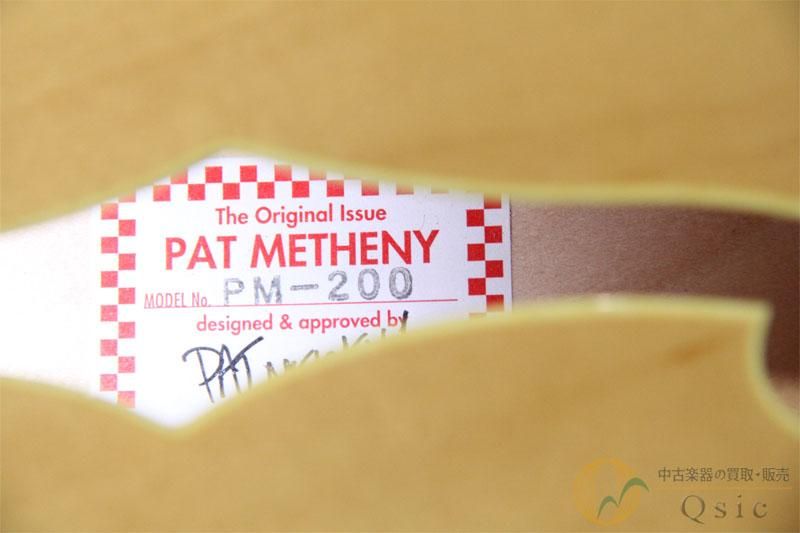 The Original Issue
PAT METHENY
MODEL No. PM-200
designed & approved by
PAT
中古楽器の買取・販売
Qsic